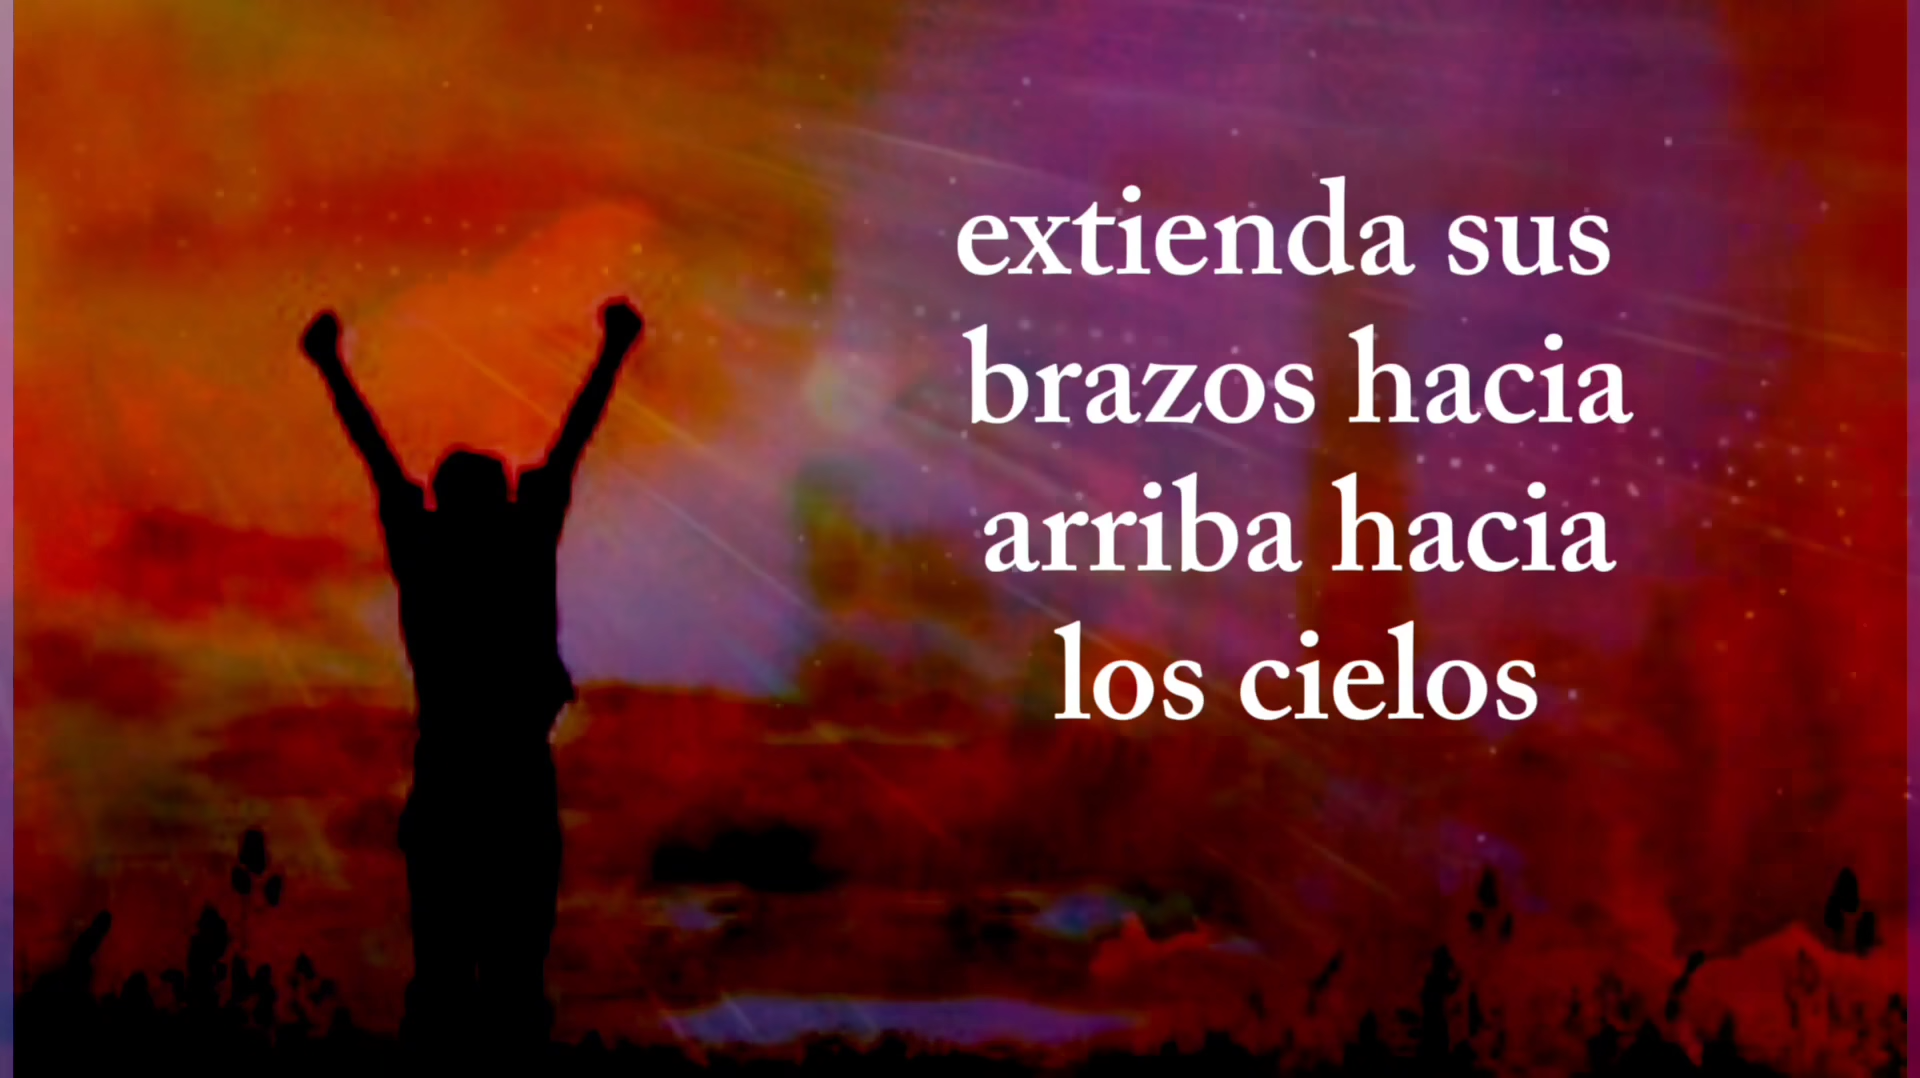 extienda sus
brazos hacia
arriba hacia
los cielos